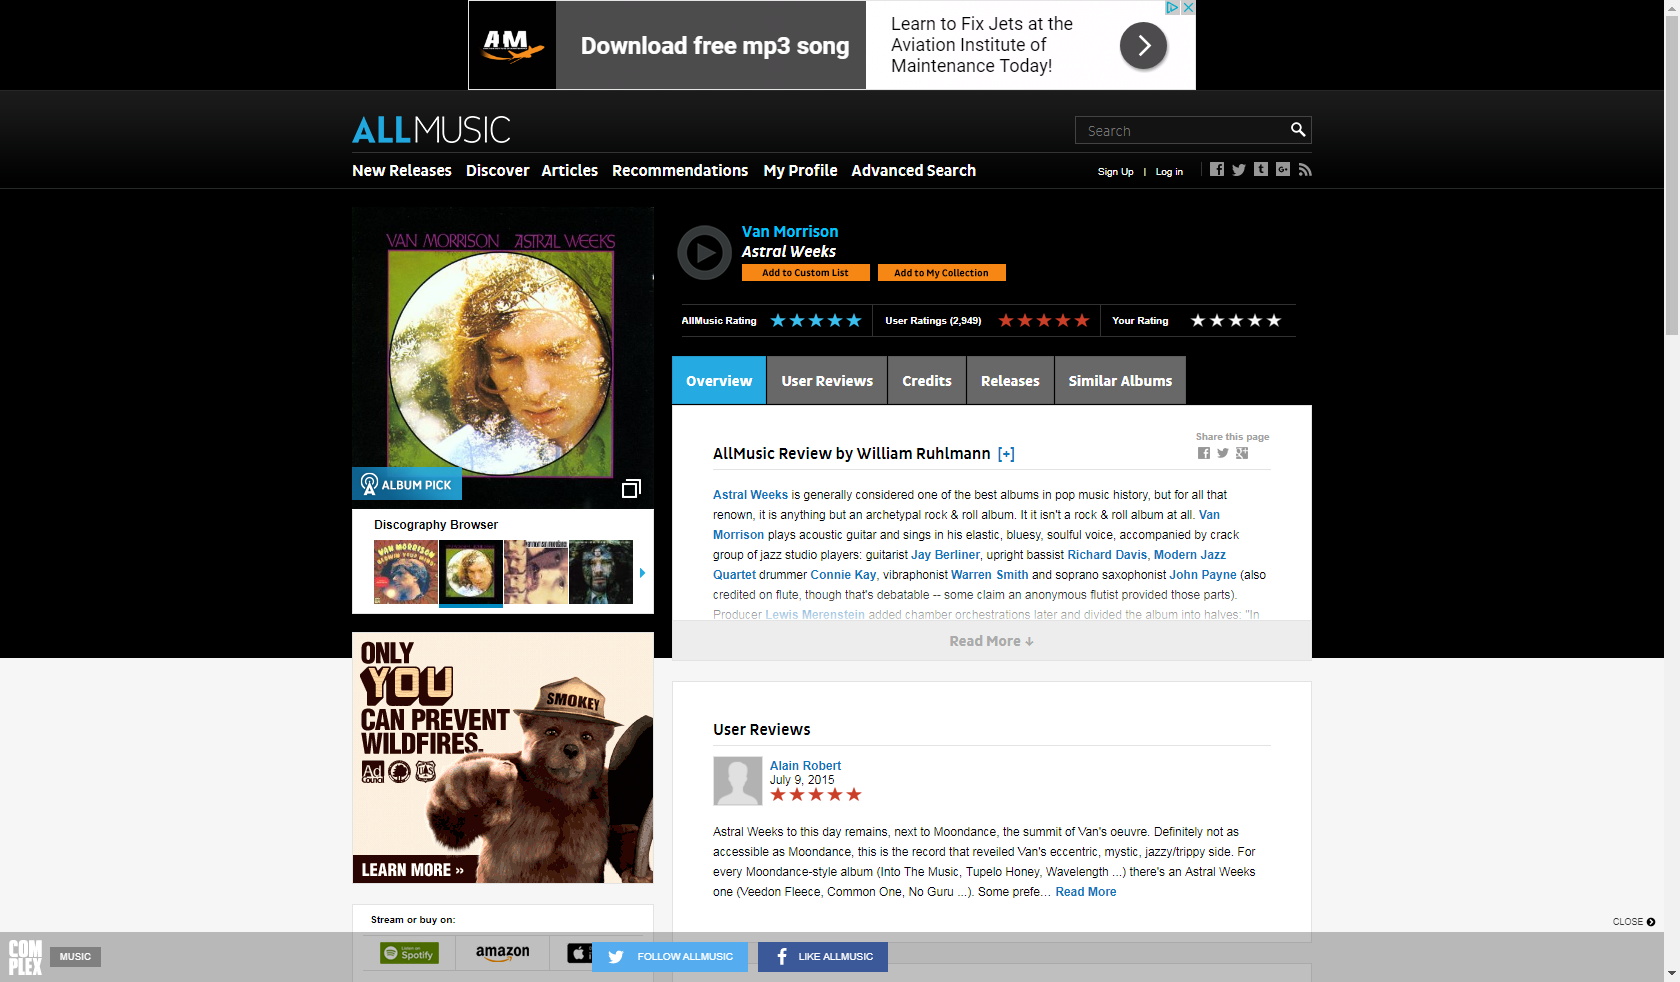 AM
Download free mp3 song
Learn to Fix Jets at the
Aviation Institute of
Maintenance Today!
ALLMUSIC
Search
New Releases Discover Articles Recommendations My Profile Advanced Search
Sign Up | Log in
VAN MORRISON ASTRAL WEEKS
ALBUM PICK
Van Morrison
Astral Weeks
Add to Custom List Add to My Collection
AllMusic Rating User Ratings (2,949) Your Rating
Overview User Reviews Credits Releases Similar Albums
Share this page
AllMusic Review by William Ruhlmann [+]
Astral Weeks is generally considered one of the best albums in pop music history, but for all that
renown, it is anything but an archetypal rock & roll album. It it isn't a rock & roll album at all. Van
Morrison plays acoustic guitar and sings in his elastic, bluesy, soulful voice, accompanied by crack
group of jazz studio players: guitarist Jay Berliner, upright bassist Richard Davis, Modern Jazz
Quartet drummer Connie Kay, vibraphonist Warren Smith and soprano saxophonist John Payne (also
credited on flute, though that's debatable -- some claim an anonymous flutist provided those parts).
Producer Lewis Merenstein added chamber orchestrations later and divided the album into halves: "In
Read More
Discography Browser
VAN MORRISON
ONLY
YOU
CAN PREVENT
WILDFIRES.
SMOKEY
Ad
Council
LEARN MORE »
User Reviews
Alain Robert
July 9, 2015
Astral Weeks to this day remains, next to Moondance, the summit of Van's oeuvre. Definitely not as
accessible as Moondance, this is the record that reveiled Van's eccentric, mystic, jazzy/trippy side. For
every Moondance-style album (Into The Music, Tupelo Honey, Wavelength ...) there's an Astral Weeks
one (Veedon Fleece, Common One, No Guru ...). Some prefe... Read More
Stream or buy on:
Listen on
Spotify
amazon
CLOSE
COM
PLEX
MUSIC
FOLLOW ALLMUSIC
f LIKE ALLMUSIC